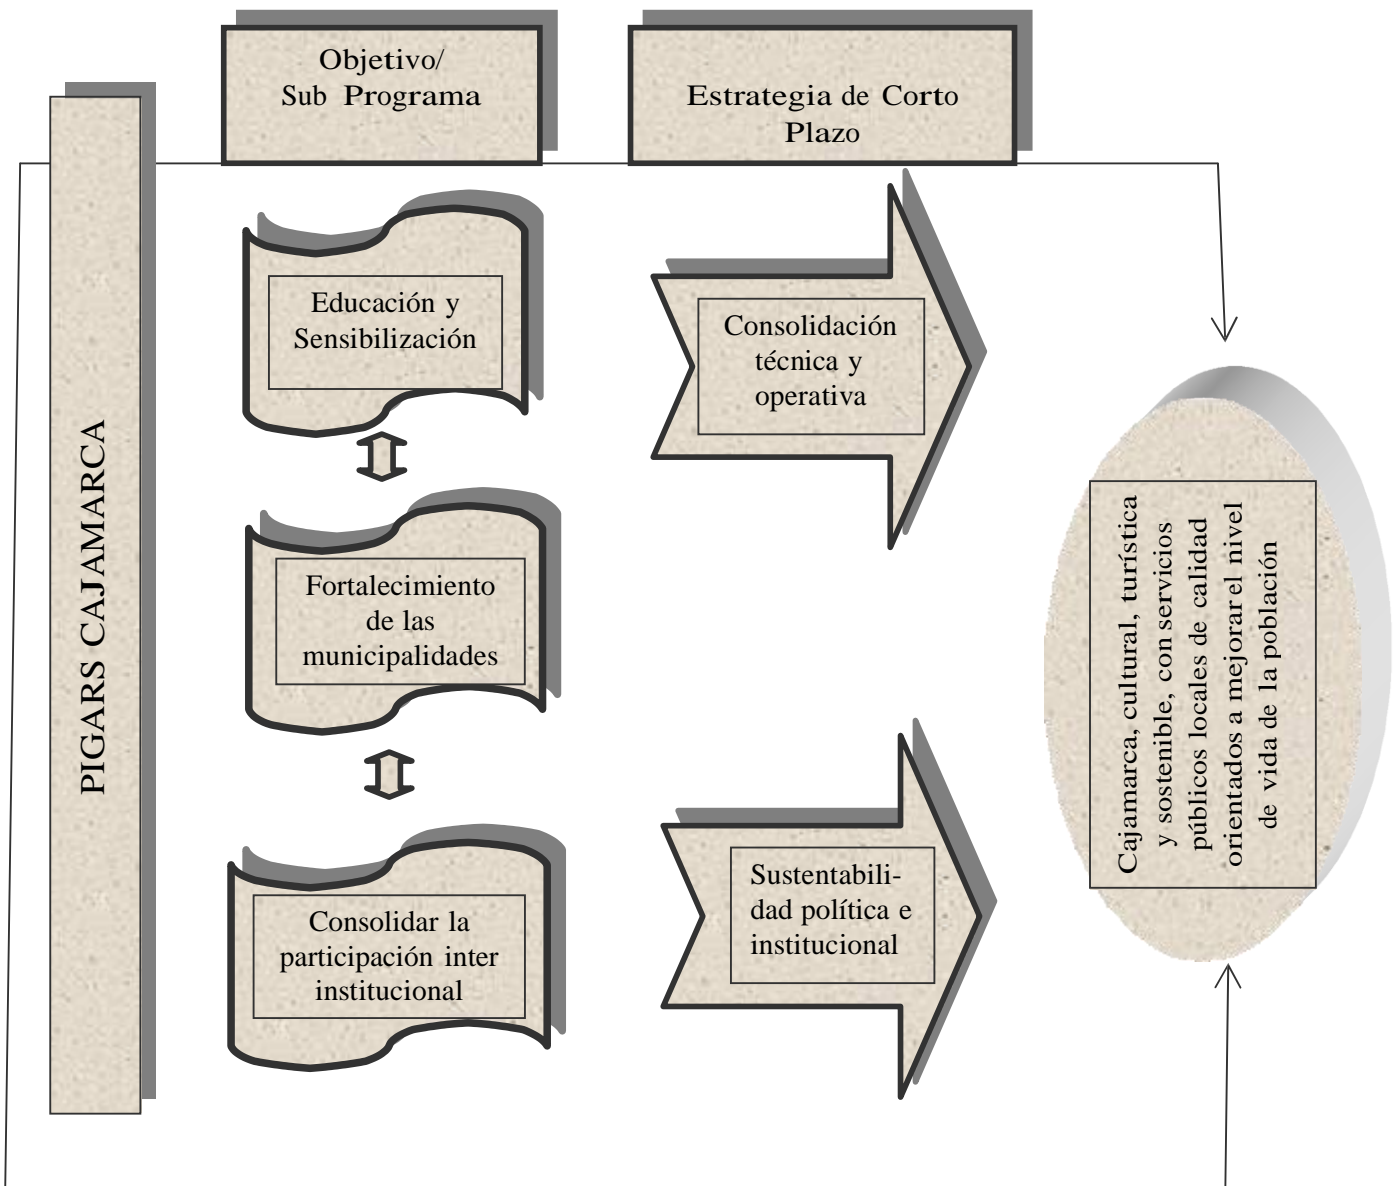 Objetivo/
Sub Programa
Estrategia de Corto
Plazo
PIGARS CAJAMARCA
Educación y
Sensibilización
Consolidación
técnica y
operativa
Fortalecimiento
de las
municipalidades
Consolidar la
participación inter
institucional
Sustentabili-
dad política e
institucional
Cajamarca, cultural, turística
y sostenible, con servicios
públicos locales de calidad
orientados a mejorar el nivel
de vida de la población